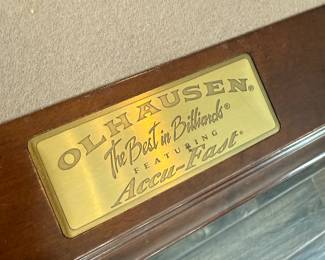 OLHAUSEN®
The Best in Billiards®
FEATURING
Accu-Fast®